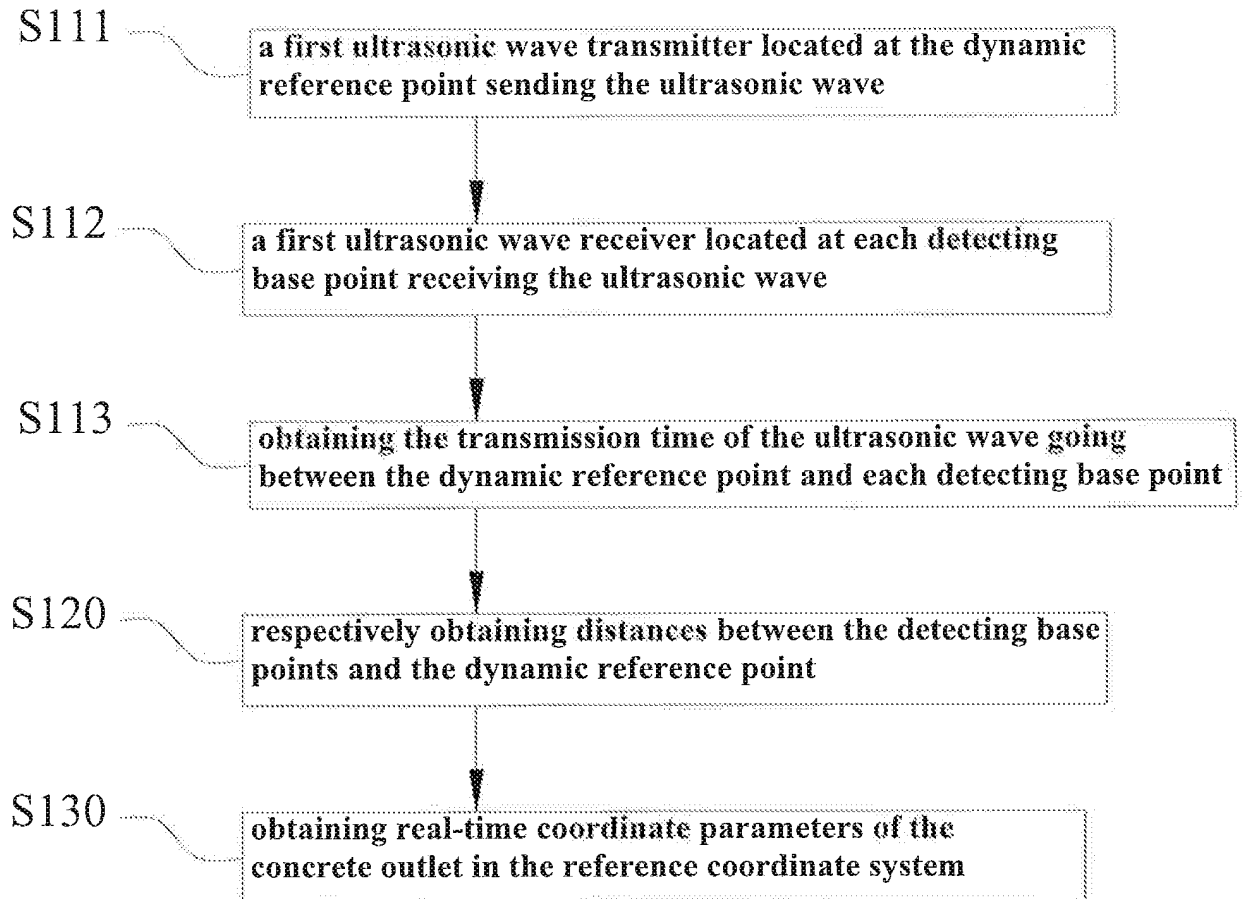 S111
a first ultrasonic wave transmitter located at the dynamic
reference point sending the ultrasonic wave
S112
a first ultrasonic wave receiver located at each detecting
base point receiving the ultrasonic wave
S113
obtaining the transmission time of the ultrasonic wave going
between the dynamic reference point and each detecting base point
S120
respectively obtaining distances between the detecting base
points and the dynamic reference point
S130
obtaining real-time coordinate parameters of the
concrete outlet in the reference coordinate system